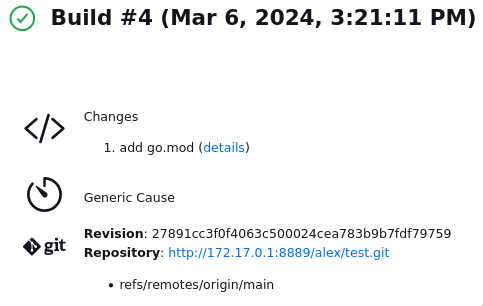 Build #4 (Mar 6, 2024, 3:21:11 PM)
Changes
1. add go.mod (details)
Generic Cause
Revision: 27891cc3f0f4063c500024cea783b9b7fdf79759
git
Repository: http://172.17.0.1:8889/alex/test.git
• refs/remotes/origin/main